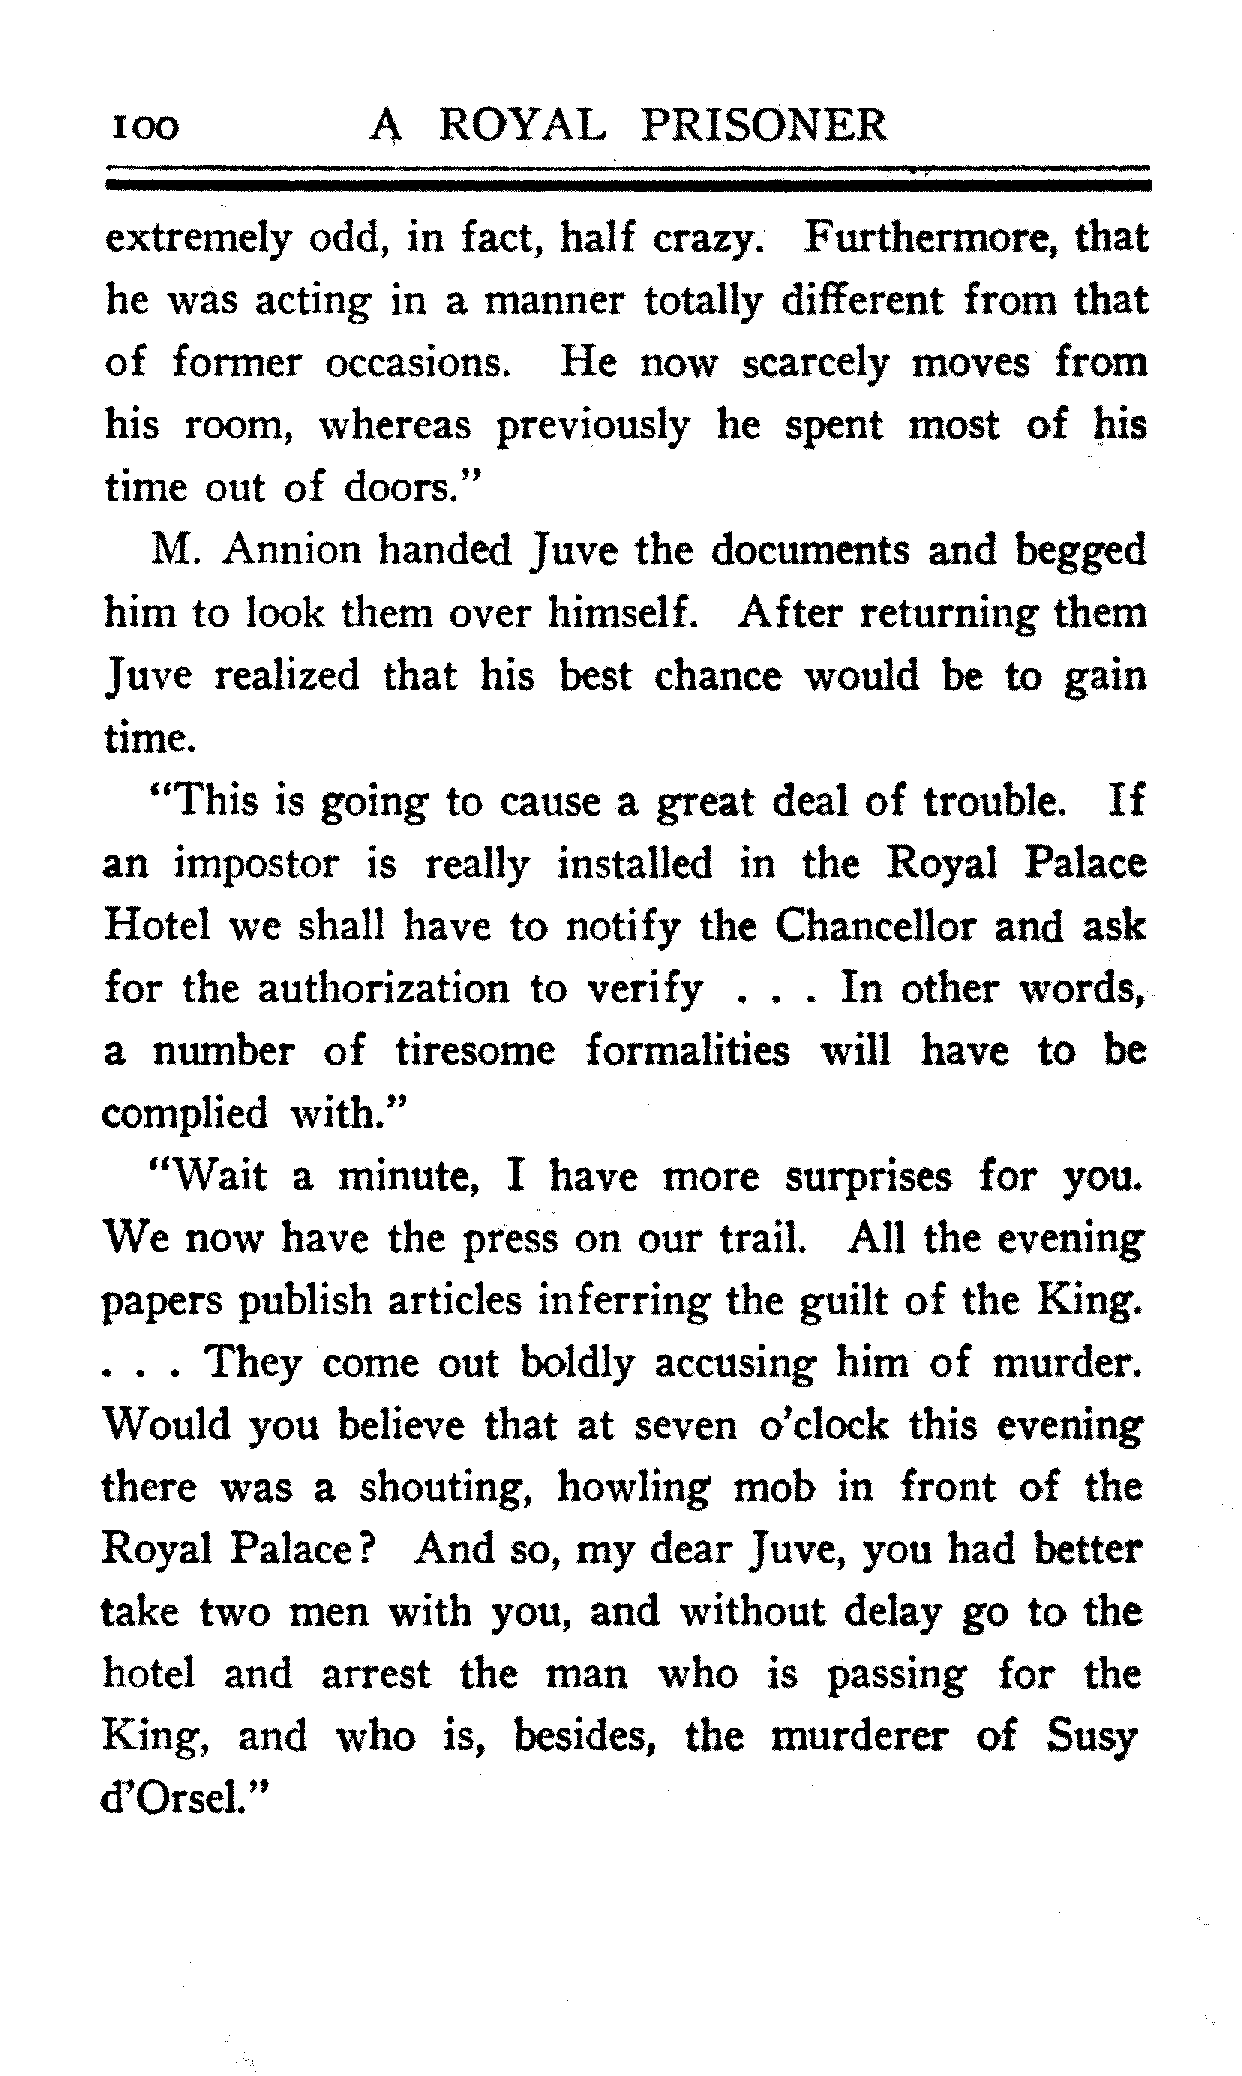 100 A ROYAL PRISONER
extremely odd, in fact, half crazy. Furthermore, that
he was acting in a manner totally different from that
of former occasions. He now scarcely moves from
his room, whereas previously he spent most of his
time out of doors."
M. Annion handed Juve the documents and begged
him to look them over himself. After returning them
Juve realized that his best chance would be to gain
time.
"This is going to cause a great deal of trouble. If
an impostor is really installed in the Royal Palace
Hotel we shall have to notify the Chancellor and ask
for the authorization to verify . . . In other words,
a number of tiresome formalities will have to be
complied with."
"Wait a minute, I have more surprises for you.
We now have the press on our trail. All the evening
papers publish articles inferring the guilt of the King.
. . . They come out boldly accusing him of murder.
Would you believe that at seven o'clock this evening
there was a shouting, howling mob in front of the
Royal Palace? And so, my dear Juve, you had better
take two men with you, and without delay go to the
hotel and arrest the man who is passing for the
King, and who is, besides, the murderer of Susy
d'Orsel."